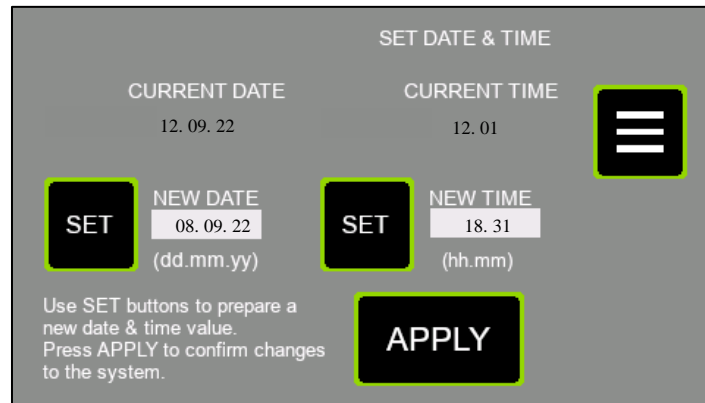 SET DATE & TIME
CURRENT DATE
CURRENT TIME
12. 09. 22
12. 01
SET
NEW DATE
08. 09. 22
(dd.mm.yy)
SET
NEW TIME
18. 31
(hh.mm)
Use SET buttons to prepare a
new date & time value.
Press APPLY to confirm changes
to the system.
APPLY